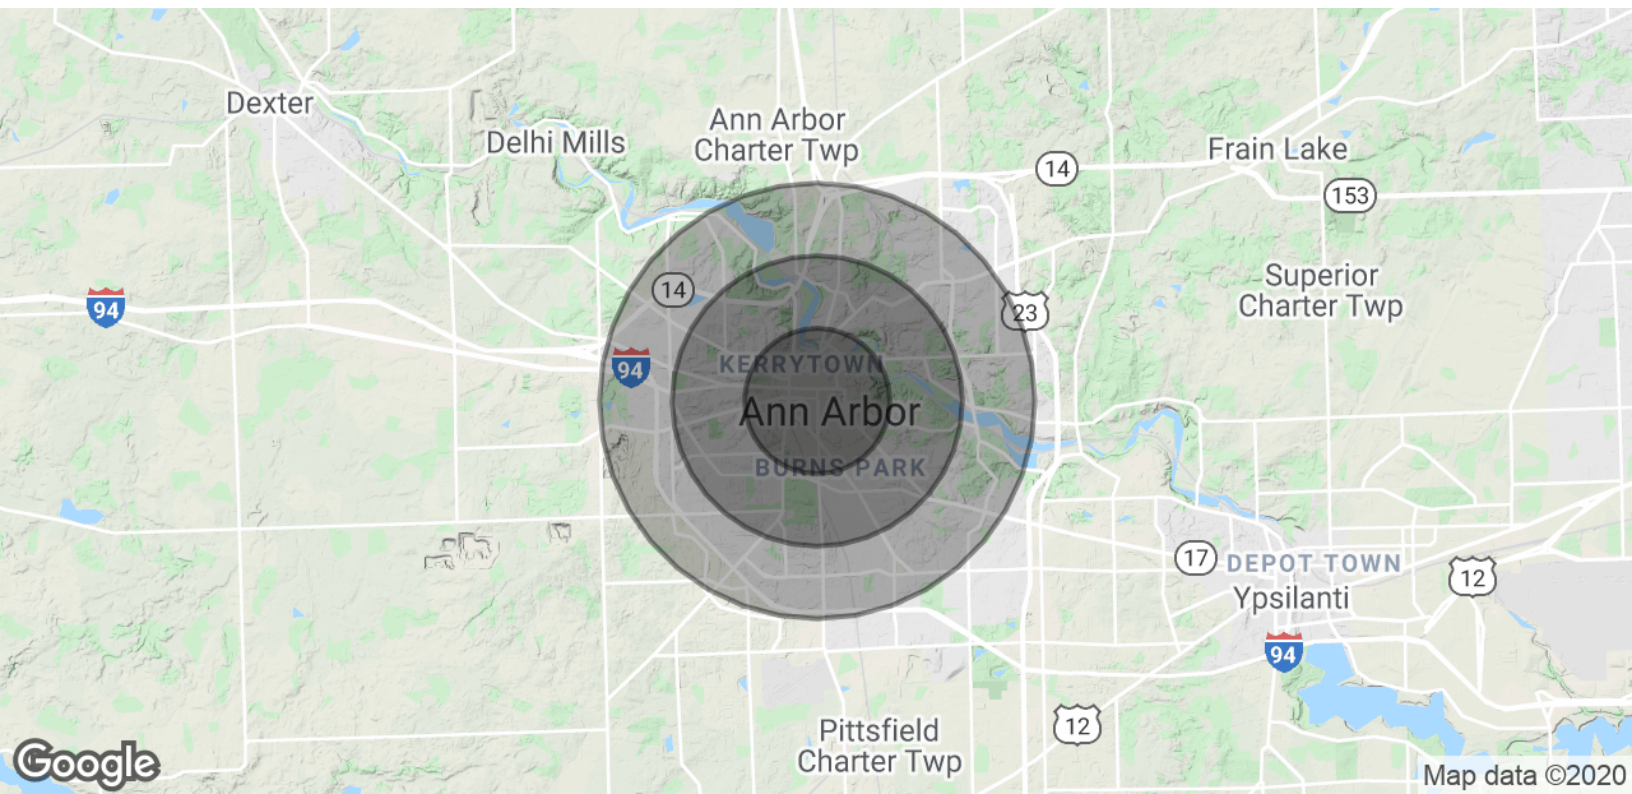 Dexter
Delhi Mills
Ann Arbor
Charter Twp
14
Frain Lake
153
94
14
23
Superior
Charter Twp
94
KERRYTOWN
Ann Arbor
BURNS PARK
17
DEPOT TOWN
12
Ypsilanti
94
12
Pittsfield
Charter Twp
Google
Map data ©2020